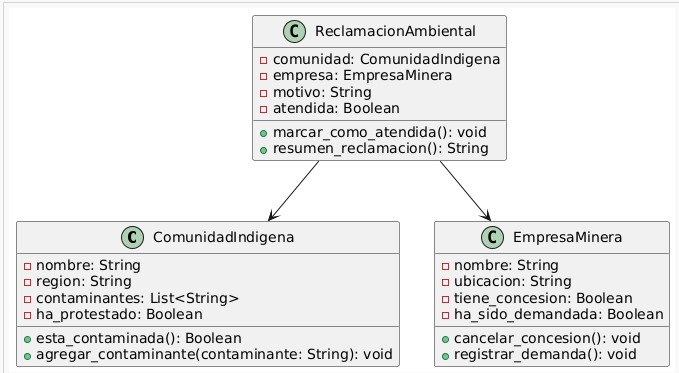 C ReclamacionAmbiental
comunidad: ComunidadIndigena
empresa: EmpresaMinera
motivo: String
atendida: Boolean
marcar_como_atendida(): void
resumen_reclamacion(): String
C ComunidadIndigena
nombre: String
region: String
contaminantes: List<String>
ha_protestado: Boolean
esta_contaminada(): Boolean
agregar_contaminante(contaminante: String): void
C EmpresaMinera
nombre: String
ubicacion: String
tiene_concesion: Boolean
ha_sido_demandada: Boolean
cancelar_concesion(): void
registrar_demanda(): void